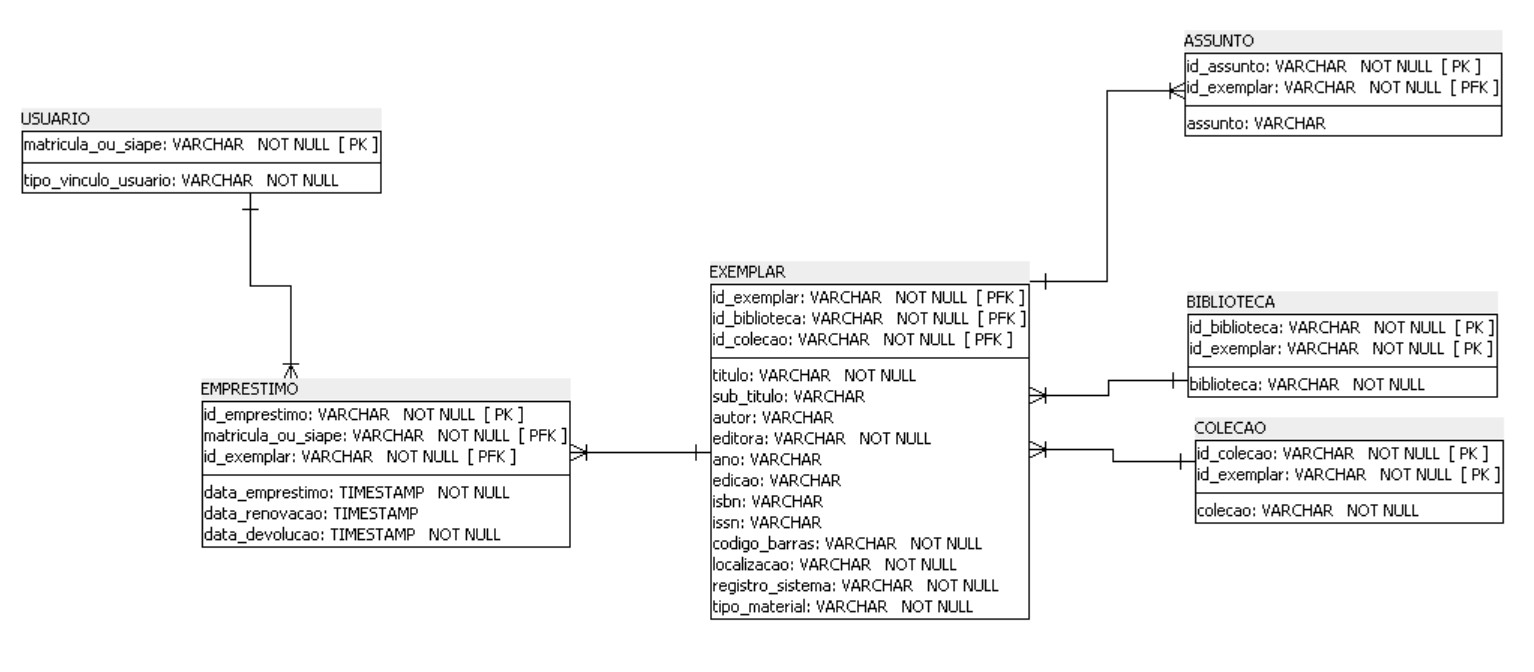 USUARIO
matricula_ou_siape: VARCHAR NOT NULL [ PK ]
tipo_vinculo_usuario: VARCHAR NOT NULL
EMPRESTIMO
id_emprestimo: VARCHAR NOT NULL [ PK ]
matricula_ou_siape: VARCHAR NOT NULL [ PFK ]
id_exemplar: VARCHAR NOT NULL [ PFK ]
data_emprestimo: TIMESTAMP NOT NULL
data_renovacao: TIMESTAMP
data_devolucao: TIMESTAMP NOT NULL
EXEMPLAR
id_exemplar: VARCHAR NOT NULL [ PFK ]
id_biblioteca: VARCHAR NOT NULL [ PFK ]
id_colecao: VARCHAR NOT NULL [ PFK ]
titulo: VARCHAR NOT NULL
sub_titulo: VARCHAR
autor: VARCHAR
editora: VARCHAR NOT NULL
ano: VARCHAR
edicao: VARCHAR
isbn: VARCHAR
issn: VARCHAR
codigo_barras: VARCHAR NOT NULL
localizacao: VARCHAR NOT NULL
registro_sistema: VARCHAR NOT NULL
tipo_material: VARCHAR NOT NULL
ASSUNTO
id_assunto: VARCHAR NOT NULL [ PK ]
id_exemplar: VARCHAR NOT NULL [ PFK ]
assunto: VARCHAR
BIBLIOTECA
id_biblioteca: VARCHAR NOT NULL [ PK ]
id_exemplar: VARCHAR NOT NULL [ PK ]
biblioteca: VARCHAR NOT NULL
COLECAO
id_colecao: VARCHAR NOT NULL [ PK ]
id_exemplar: VARCHAR NOT NULL [ PK ]
colecao: VARCHAR NOT NULL